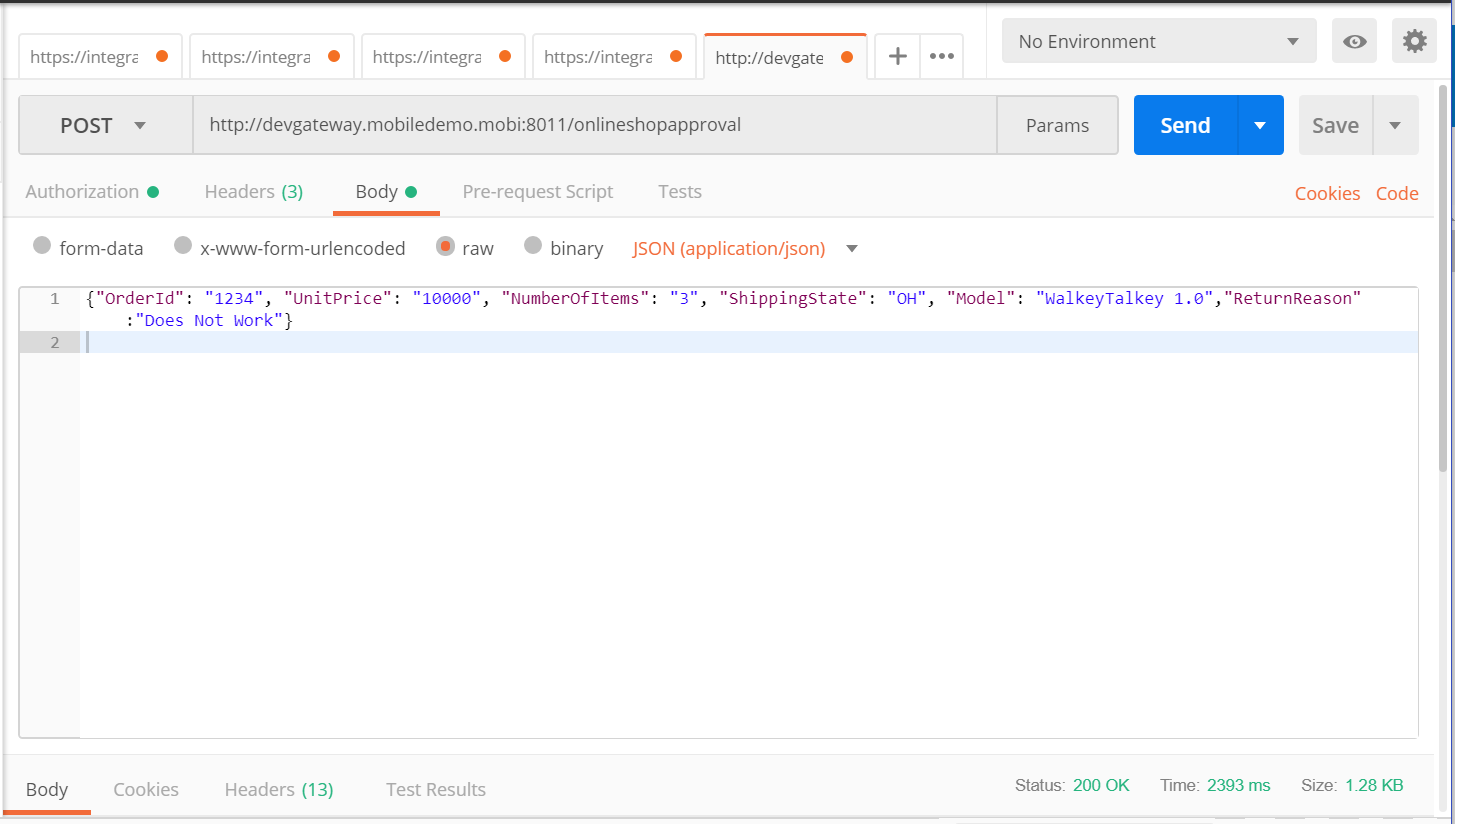 https://integra https://integra https://integra https://integra http://devgate + ••• No Environment
POST http://devgateway.mobiledemo.mobi:8011/onlineshopapproval Params Send Save
Authorization Headers (3) Body Pre-request Script Tests Cookies Code
form-data x-www-form-urlencoded raw binary JSON (application/json)
1 {"OrderId": "1234", "UnitPrice": "10000", "NumberOfItems": "3", "ShippingState": "OH", "Model": "WalkeyTalkey 1.0","ReturnReason"
:"Does Not Work"}
2
Body Cookies Headers (13) Test Results Status: 200 OK Time: 2393 ms Size: 1.28 KB